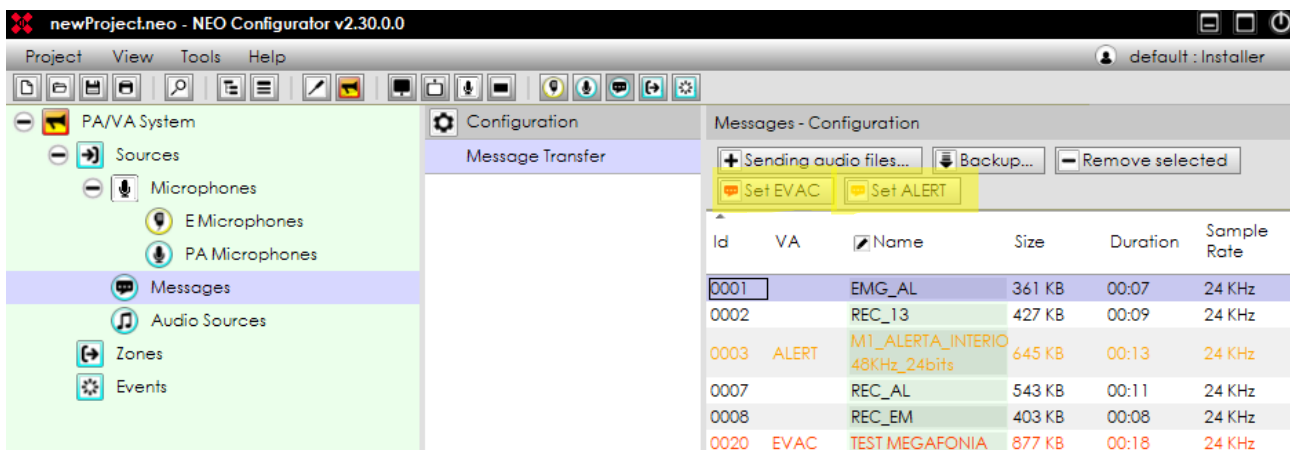 newProject.neo - NEO Configurator v2.30.0.0
Project View Tools Help
default : Installer
PA/VA System
Sources
Microphones
E Microphones
PA Microphones
Messages
Audio Sources
Zones
Events
Configuration
Message Transfer
Messages - Configuration
Sending audio files... Backup... Remove selected
Set EVAC Set ALERT
Id VA Name Size Duration Sample Rate
0001 EMG_AL 361 KB 00:07 24 KHz
0002 REC_13 427 KB 00:09 24 KHz
0003 ALERT M1_ALERTA_INTERIO 645 KB 00:13 24 KHz
48KHz_24bits
0007 REC_AL 543 KB 00:11 24 KHz
0008 REC_EM 403 KB 00:08 24 KHz
0020 EVAC TEST MEGAFONIA 877 KB 00:18 24 KHz